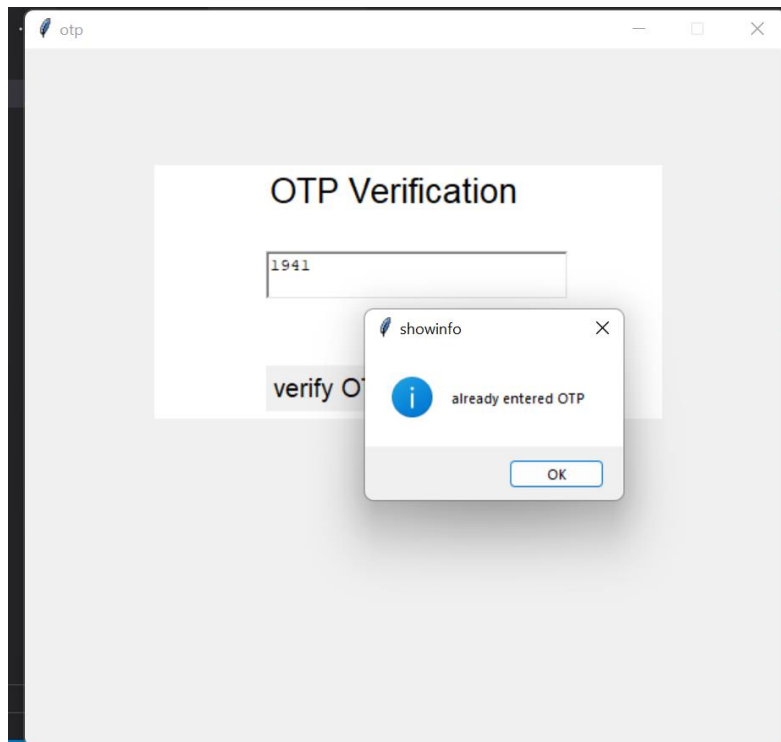 otp
OTP Verification
1941
showinfo
already entered OTP
verify
OK